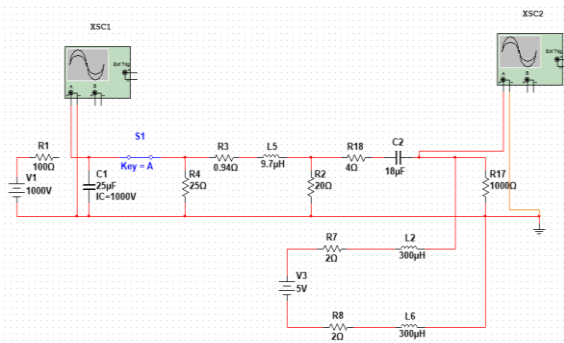 XSC2
XSC1
Ext Trig
A B
Ext Trig
A B
S1
Key = A
R1
100Ω
V1
1000V
C1
25µF
IC=1000V
R4
25Ω
R3
0.94Ω
L5
9.7µH
R2
20Ω
R18
4Ω
C2
18µF
R17
1000Ω
R7
2Ω
L2
300µH
V3
5V
R8
2Ω
L6
300µH